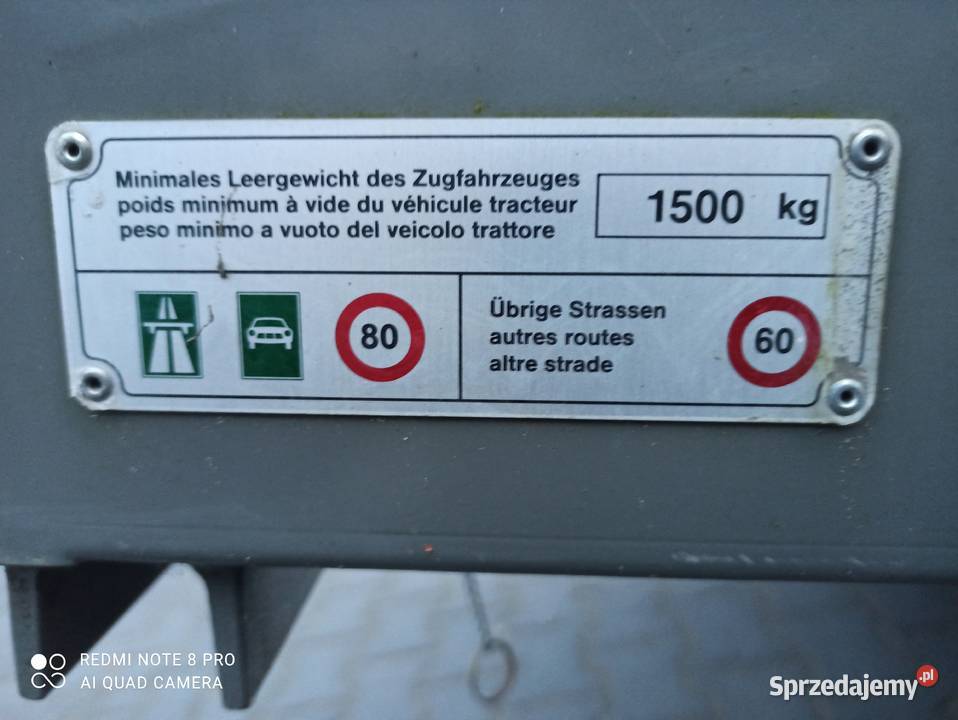 Minimales Leergewicht des Zugfahrzeuges
poids minimum à vide du véhicule tracteur
peso minimo a vuoto del veicolo trattore
1500 kg
80
Übrige Strassen
autres routes
altre strade
60
REDMI NOTE 8 PRO
AI QUAD CAMERA
Sprzedajemy.pl